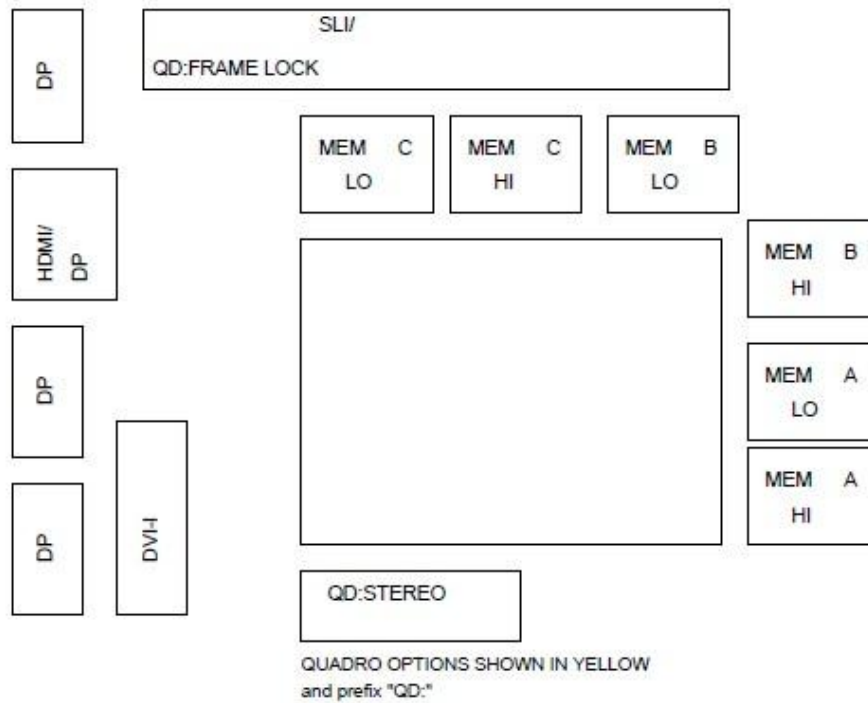 SLI/
QD:FRAME LOCK
DP
HDMI/
DP
DP
DP
DVI-I
MEM C
LO
MEM C
HI
MEM B
LO
MEM B
HI
MEM A
LO
MEM A
HI
QD:STEREO
QUADRO OPTIONS SHOWN IN YELLOW
and prefix "QD:"